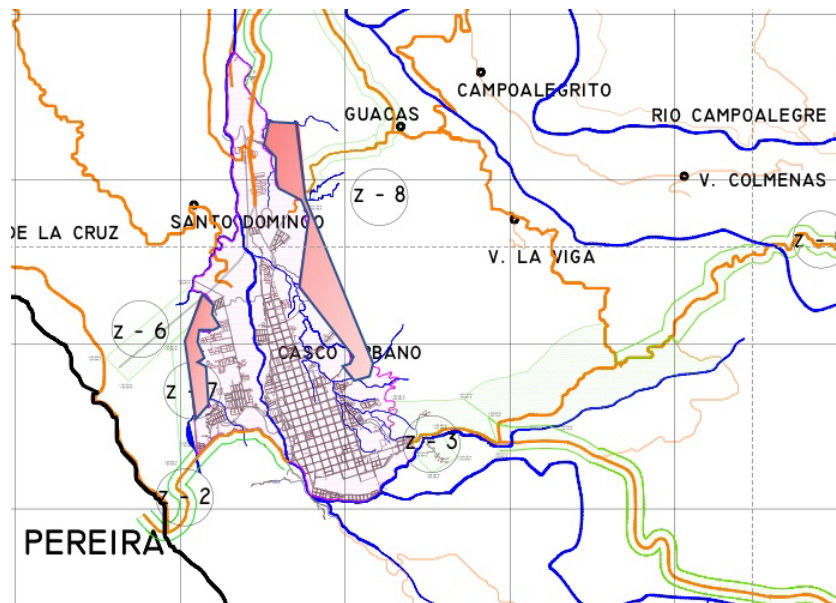 CAMPOALEGRITO
GUACAS
RIO CAMPOALEGRE
V. COLMENAS
Z - 8
SANTO DOMINGO
DE LA CRUZ
V. LA VIGA
Z - 6
CASCO URBANO
Z - 7
Z - 3
Z - 2
PEREIRA